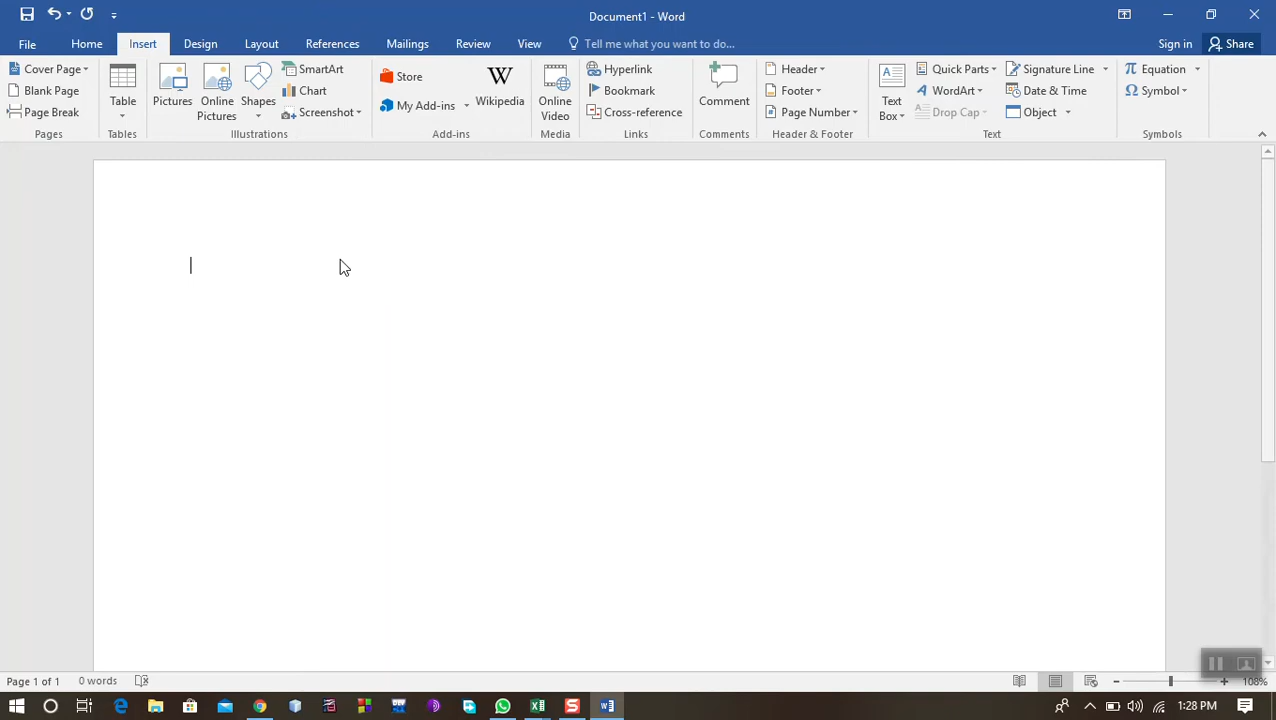 Document1 - Word
File Home Insert Design Layout References Mailings Review View Tell me what you want to do... Sign in Share
Cover Page
Blank Page
Page Break
Pages
Table
Tables
Pictures
Online
Pictures
Shapes
SmartArt
Chart
Screenshot
Illustrations
Store
My Add-ins
W
Wikipedia
Add-ins
Online
Video
Media
Hyperlink
Bookmark
Cross-reference
Links
Comment
Comments
Header
Footer
Page Number
Header & Footer
Text
Box
Quick Parts
WordArt
Drop Cap
Signature Line
Date & Time
Object
Text
Equation
Symbol
Symbols
Page 1 of 1 0 words 108%
1:28 PM